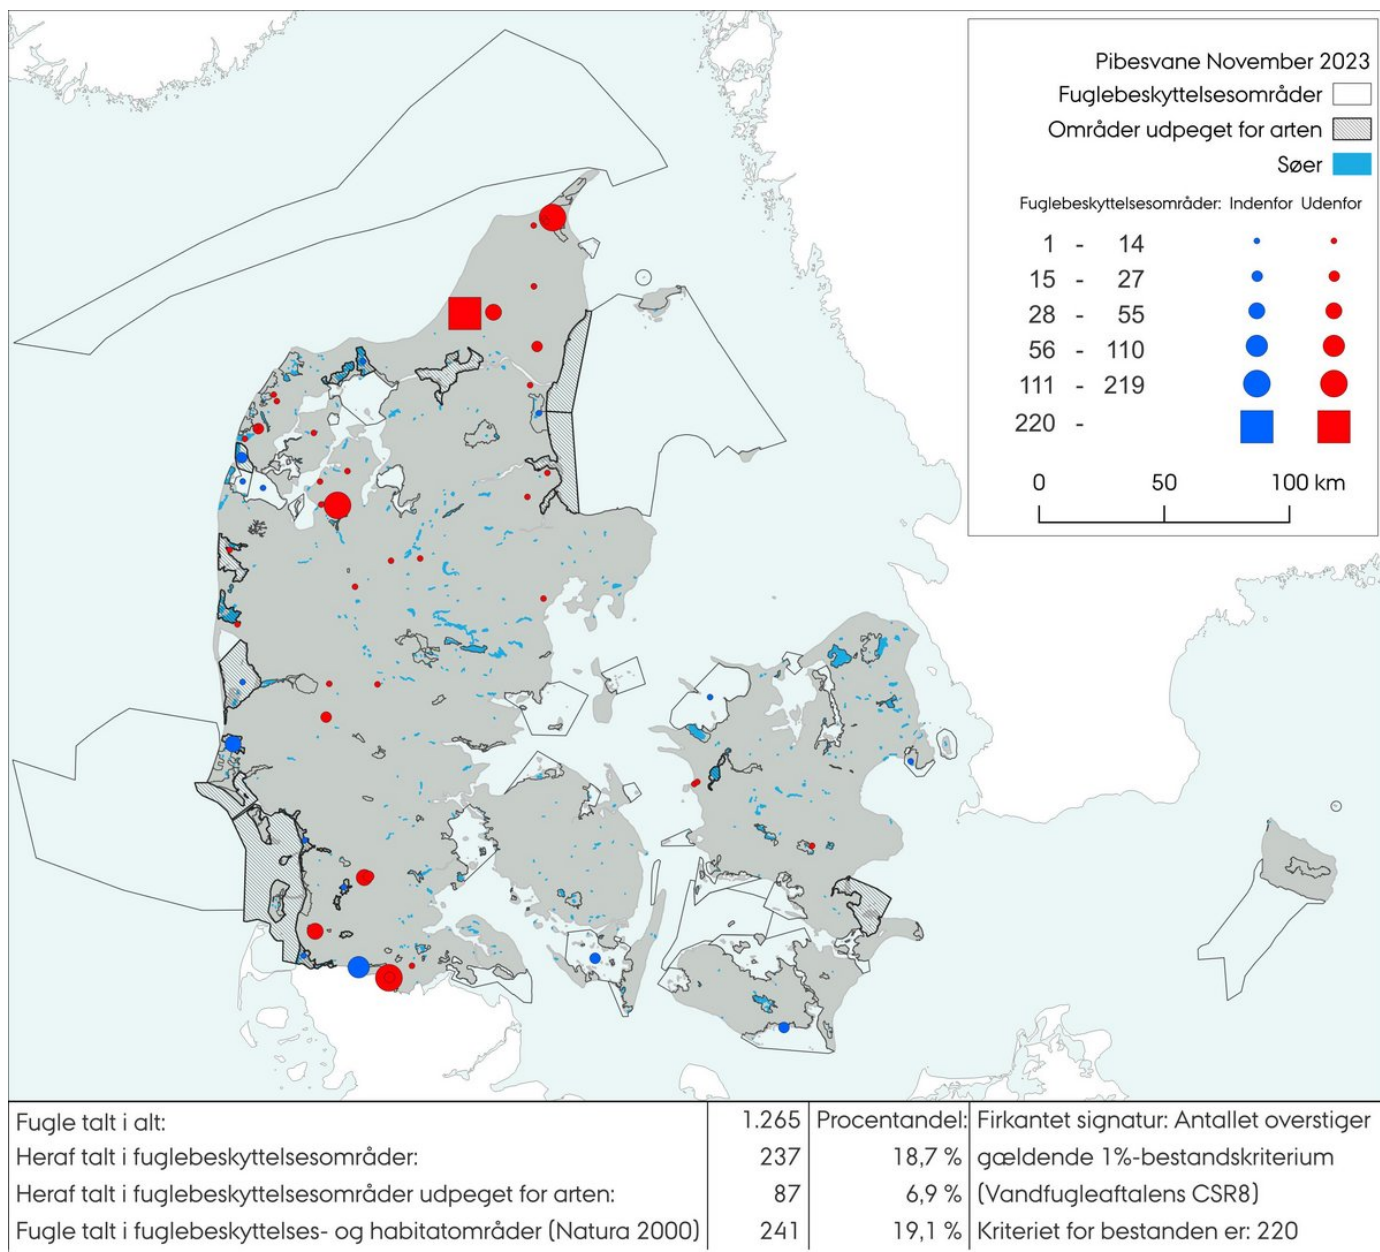 Pibesvane November 2023
Fuglebeskyttelsesområder
Områder udpeget for arten
Søer
Fuglebeskyttelsesområder: Indenfor Udenfor
1 - 14
15 - 27
28 - 55
56 - 110
111 - 219
220 -
0 50 100 km
Fugle talt i alt: 1.265 Procentandel: Firkantet signatur: Antallet overstiger
Heraf talt i fuglebeskyttelsesområder: 237 18,7 % gældende 1%-bestandskriterium
Heraf talt i fuglebeskyttelsesområder udpeget for arten: 87 6,9 % (Vandfugleaftalens CSR8)
Fugle talt i fuglebeskyttelses- og habitatområder (Natura 2000) 241 19,1 % Kriteriet for bestanden er: 220